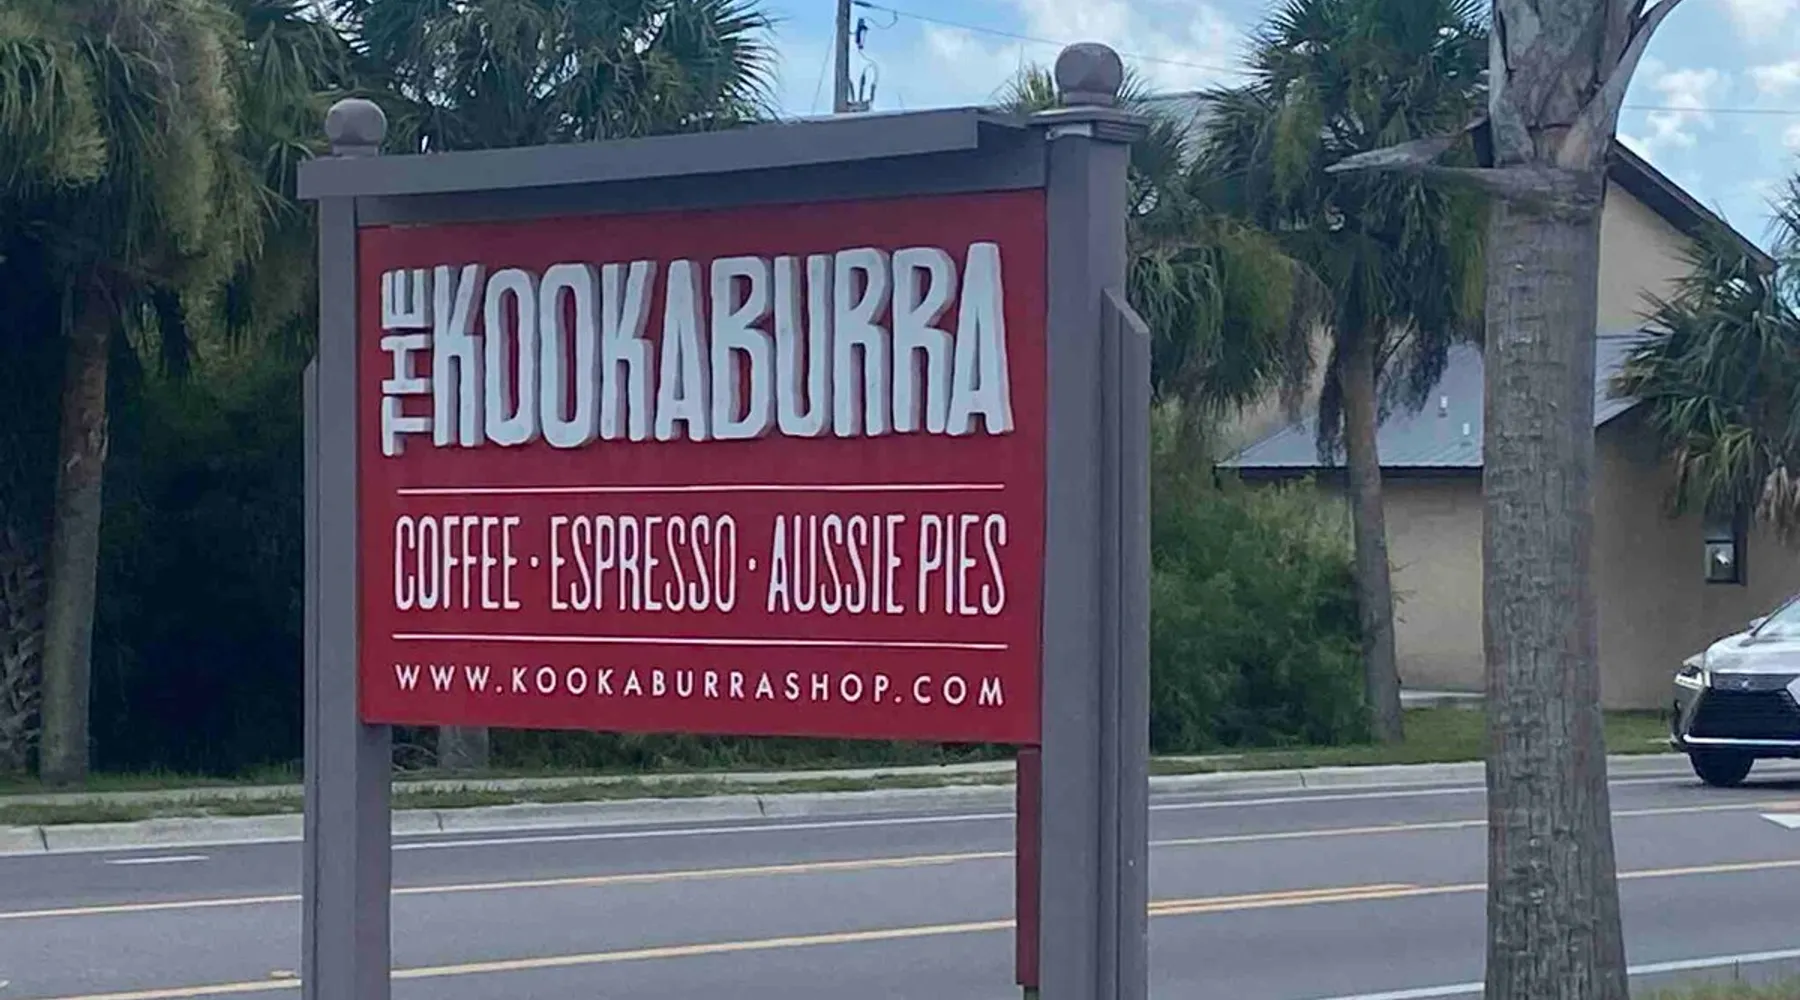 THE KOOKABURRA
COFFEE · ESPRESSO · AUSSIE PIES
WWW.KOOKABURRASHOP.COM